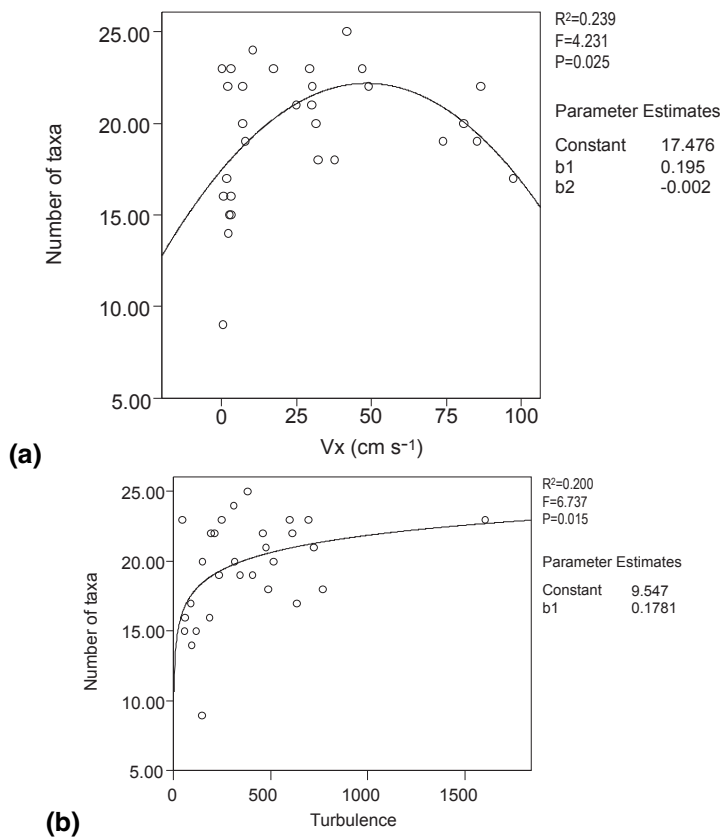 25.00
20.00
15.00
10.00
5.00
Number of taxa
0
25
50
75
100
Vx (cm s-1)
R²=0.239
F=4.231
P=0.025
Parameter Estimates
Constant 17.476
b1 0.195
b2 -0.002
(a)
25.00
20.00
15.00
10.00
5.00
Number of taxa
0
500
1000
1500
Turbulence
R²=0.200
F=6.737
P=0.015
Parameter Estimates
Constant 9.547
b1 0.1781
(b)